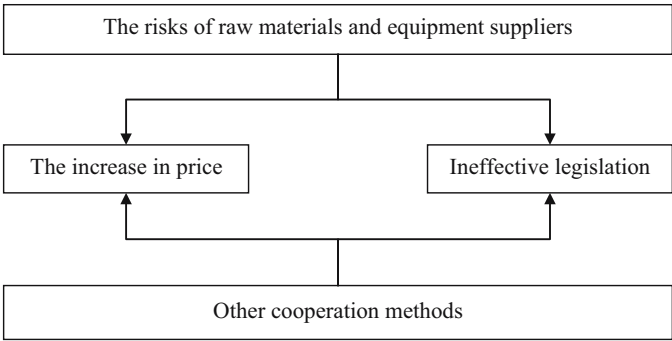 The risks of raw materials and equipment suppliers
The increase in price
Ineffective legislation
Other cooperation methods